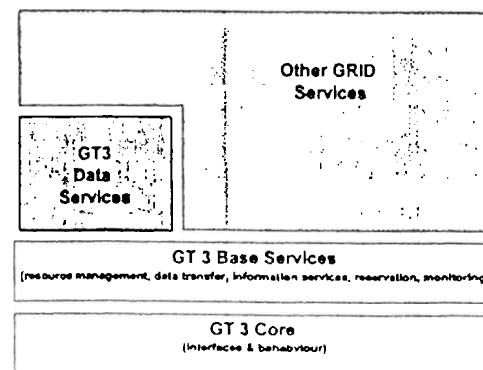 Other GRID
Services
GT3
Data
Services
GT 3 Base Services
(resource management, data transfer, information services, reservation, monitoring
GT 3 Core
(interfaces & behabviour)